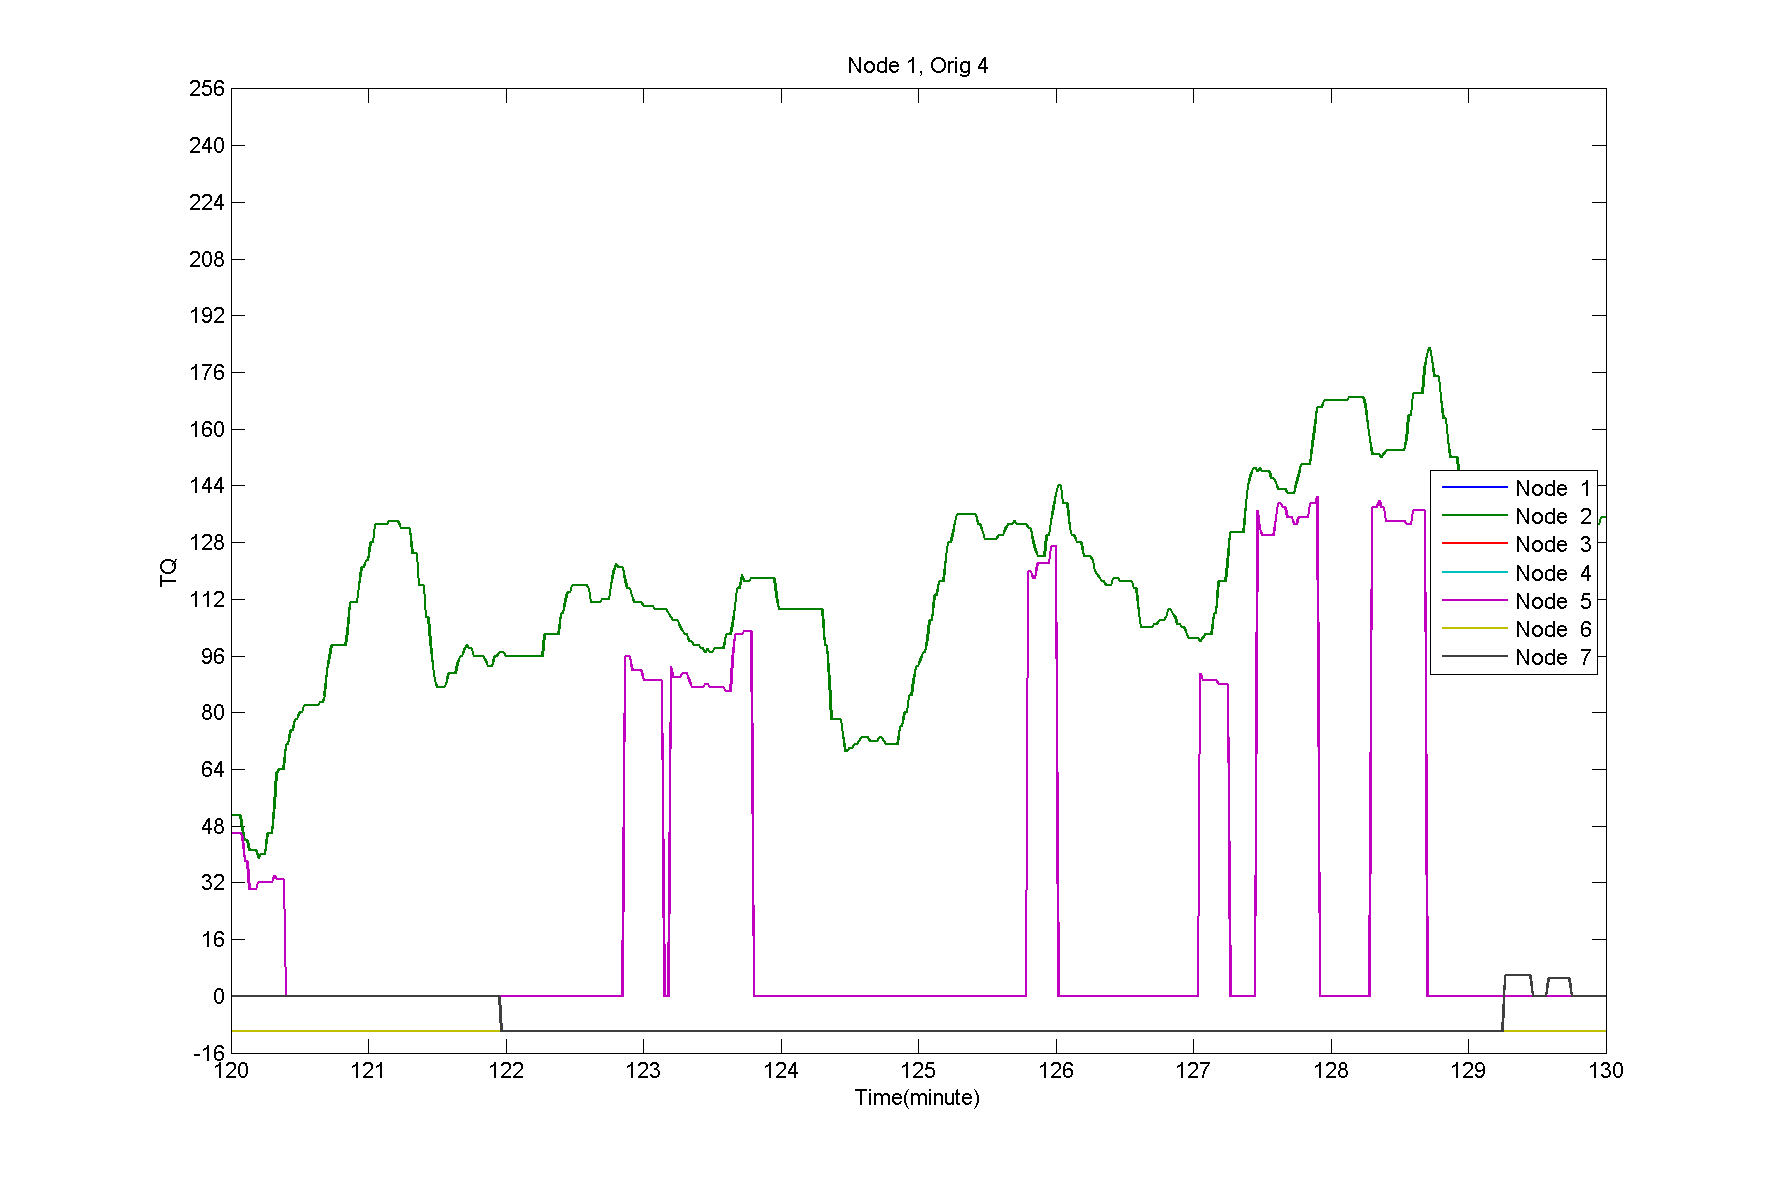 Node 1, Orig 4
256
240
224
208
192
176
160
144
128
112
96
80
64
48
32
16
0
-16
TQ
Node 1
Node 2
Node 3
Node 4
Node 5
Node 6
Node 7
120 121 122 123 124 125 126 127 128 129 130
Time(minute)